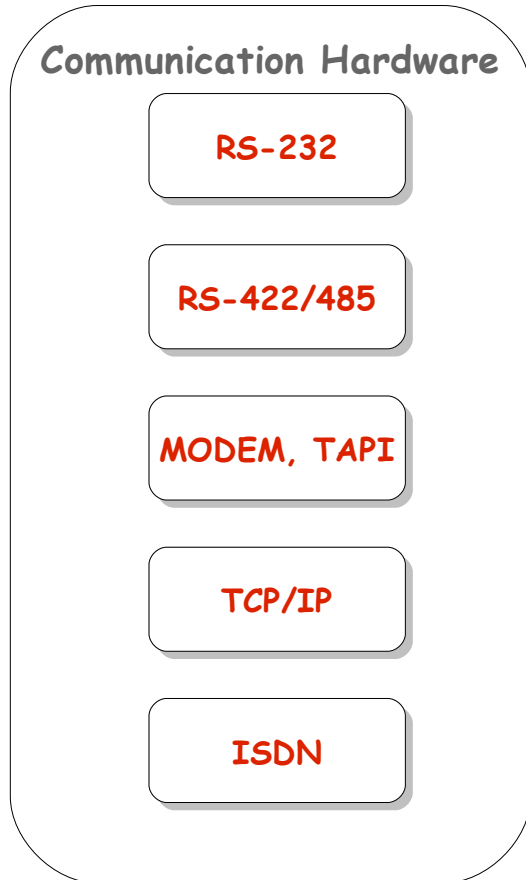 Communication Hardware
RS-232
RS-422/485
MODEM, TAPI
TCP/IP
ISDN